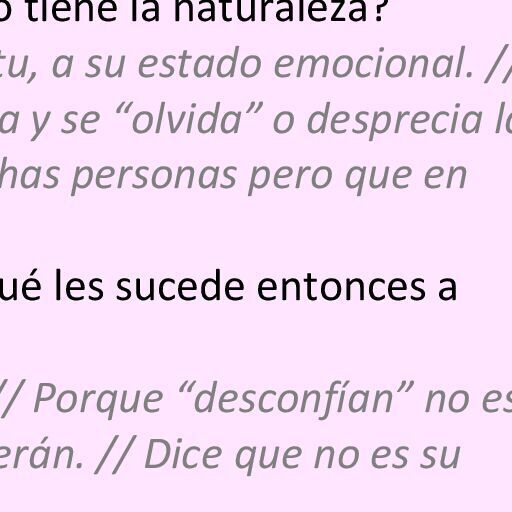 o tiene la naturaleza?
tu, a su estado emocional. //
a y se “olvida” o desprecia la
has personas pero que en
ué les sucede entonces a
// Porque “desconfían” no es
erán. // Dice que no es su